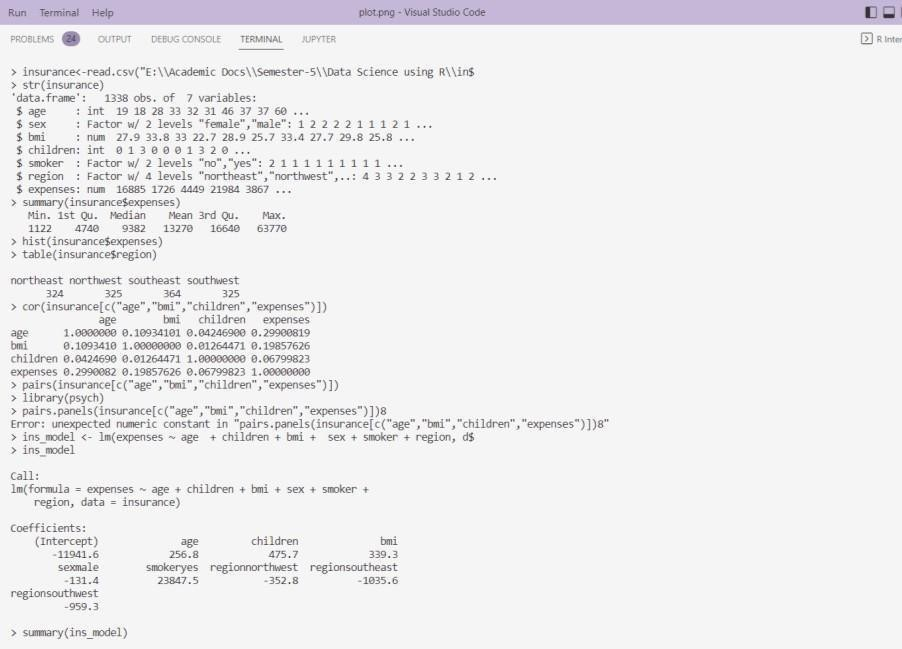 Run Terminal Help plot.png - Visual Studio Code
PROBLEMS 24 OUTPUT DEBUG CONSOLE TERMINAL JUPYTER R Inter
> insurance<-read.csv("E:\\Academic Docs\\Semester-5\\Data Science using R\\in$
> str(insurance)
'data.frame': 1338 obs. of 7 variables:
$ age : int 19 18 28 33 32 31 46 37 37 60 ...
$ sex : Factor w/ 2 levels "female","male": 1 2 2 2 2 1 1 1 2 1 ...
$ bmi : num 27.9 33.8 33 22.7 28.9 25.7 33.4 27.7 29.8 25.8 ...
$ children: int 0 1 3 0 0 0 1 3 2 0 ...
$ smoker : Factor w/ 2 levels "no","yes": 2 1 1 1 1 1 1 1 1 1 ...
$ region : Factor w/ 4 levels "northeast","northwest",..: 4 3 3 2 2 3 3 2 1 2 ...
$ expenses: num 16885 1726 4449 21984 3867 ...
> summary(insurance$expenses)
Min. 1st Qu. Median Mean 3rd Qu. Max.
1122 4740 9382 13270 16640 63770
> hist(insurance$expenses)
> table(insurance$region)
northeast northwest southeast southwest
324 325 364 325
> cor(insurance[c("age","bmi","children","expenses")])
age bmi children expenses
age 1.0000000 0.10934101 0.04246900 0.29900819
bmi 0.1093410 1.00000000 0.01264471 0.19857626
children 0.0424690 0.01264471 1.00000000 0.06799823
expenses 0.2990082 0.19857626 0.06799823 1.00000000
> pairs(insurance[c("age","bmi","children","expenses")])
> library(psych)
> pairs.panels(insurance[c("age","bmi","children","expenses")])8
Error: unexpected numeric constant in "pairs.panels(insurance[c("age","bmi","children","expenses")])8"
> ins_model <- lm(expenses ~ age + children + bmi + sex + smoker + region, d$
> ins_model
Call:
lm(formula = expenses ~ age + children + bmi + sex + smoker +
region, data = insurance)
Coefficients:
(Intercept) age children bmi
-11941.6 256.8 475.7 339.3
sexmale smokeryes regionnorthwest regionsoutheast
-131.4 23847.5 -352.8 -1035.6
regionsouthwest
-959.3
> summary(ins_model)